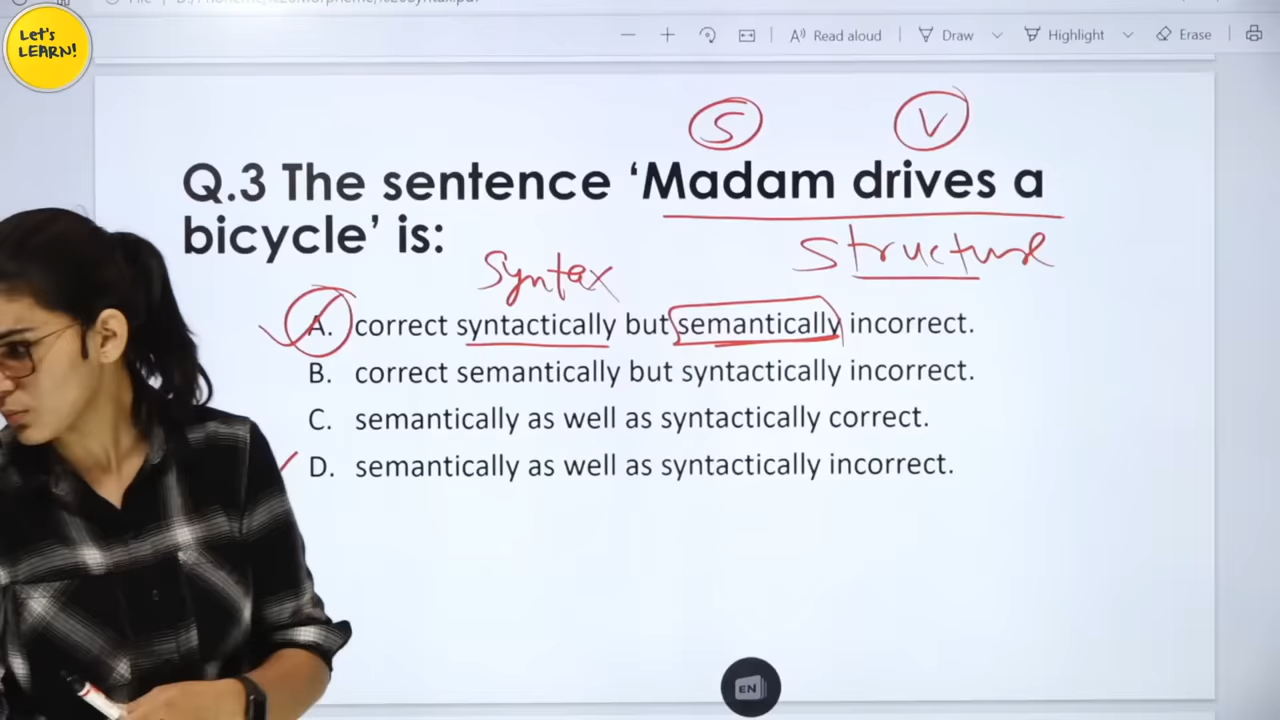 Let's
LEARN!
Read aloud
Draw
Highlight
Erase
S V
Q.3 The sentence ‘Madam drives a
bicycle’ is:
Structure
Syntax
A. correct syntactically but semantically incorrect.
B. correct semantically but syntactically incorrect.
C. semantically as well as syntactically correct.
D. semantically as well as syntactically incorrect.
EN